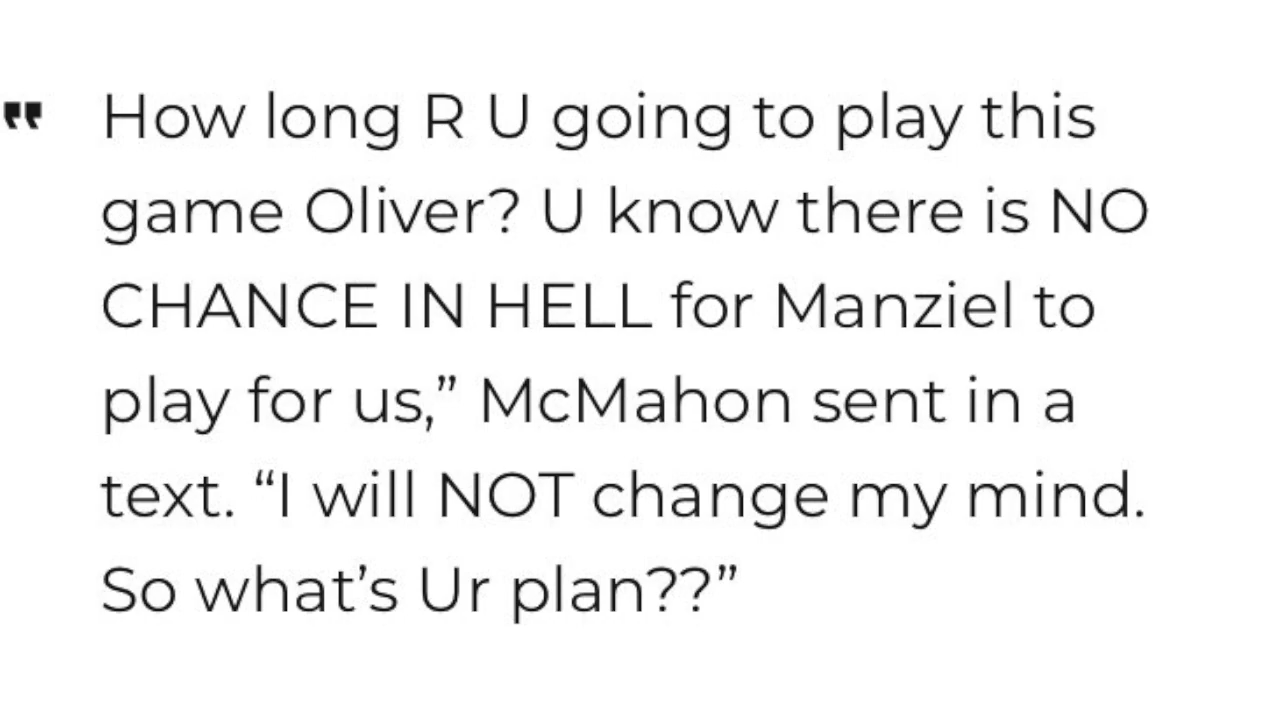 " How long R U going to play this
game Oliver? U know there is NO
CHANCE IN HELL for Manziel to
play for us,” McMahon sent in a
text. “I will NOT change my mind.
So what’s Ur plan??”